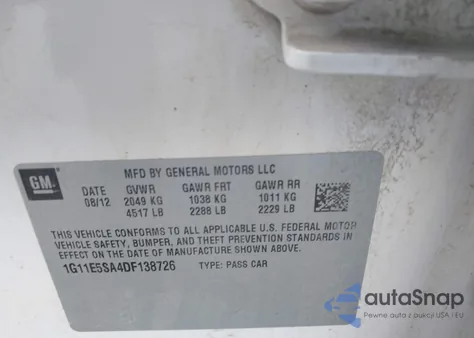 MFD BY GENERAL MOTORS LLC
GM
DATE GVWR GAWR FRT GAWR RR
08/12 2049 KG 1038 KG 1011 KG
4517 LB 2288 LB 2229 LB
THIS VEHICLE CONFORMS TO ALL APPLICABLE U.S. FEDERAL MOTOR
VEHICLE SAFETY, BUMPER, AND THEFT PREVENTION STANDARDS IN
EFFECT ON THE DATE OF MANUFACTURE SHOWN ABOVE.
1G11E5SA4DF138726 TYPE: PASS CAR
autoSnap
Twój partner w zakupach z USA i EU